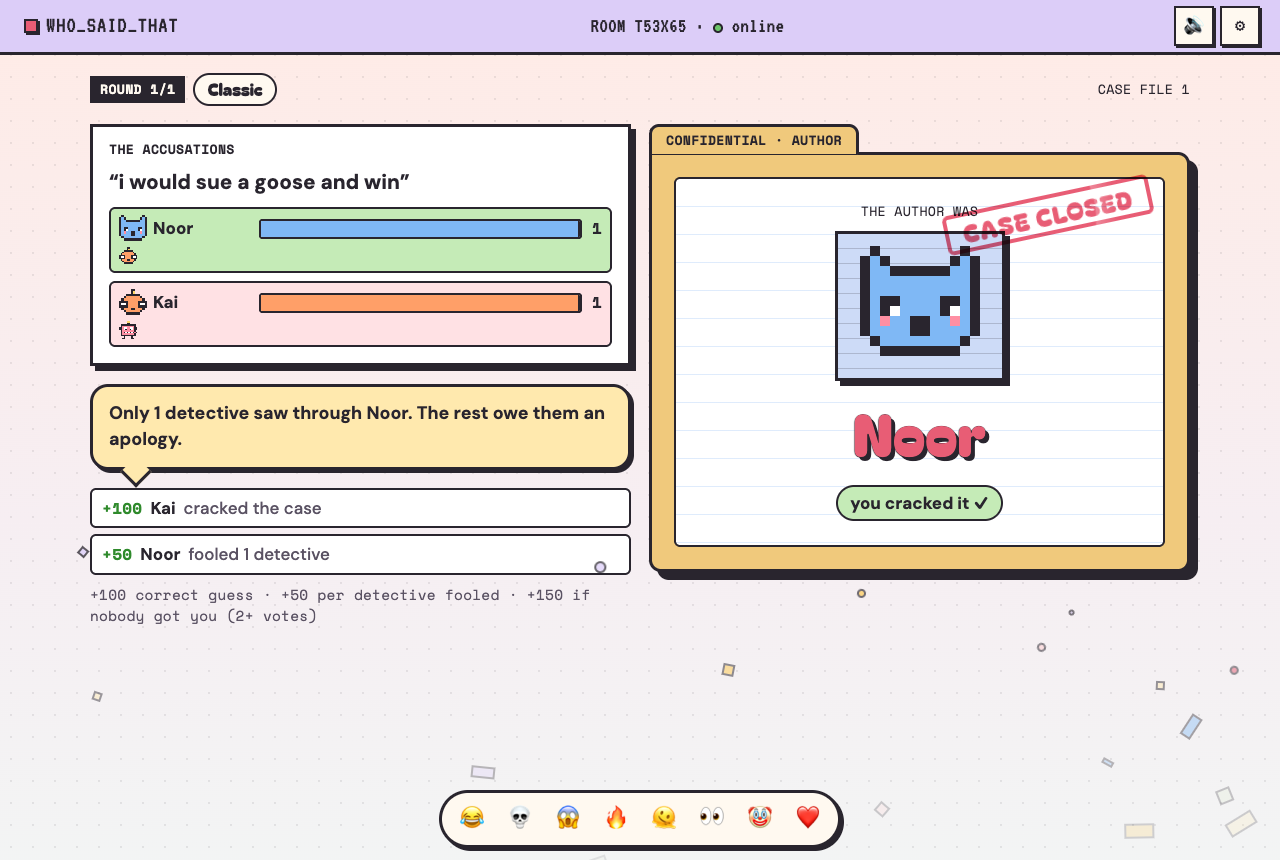 WHO_SAID_THAT
ROOM T53X65 · online
ROUND 1/1
Classic
CASE FILE 1
THE ACCUSATIONS
“i would sue a goose and win”
Noor 1
Kai 1
Only 1 detective saw through Noor. The rest owe them an
apology.
+100 Kai cracked the case
+50 Noor fooled 1 detective
+100 correct guess · +50 per detective fooled · +150 if
nobody got you (2+ votes)
CONFIDENTIAL · AUTHOR
THE AUTHOR WAS
CASE CLOSED
Noor
you cracked it ✓